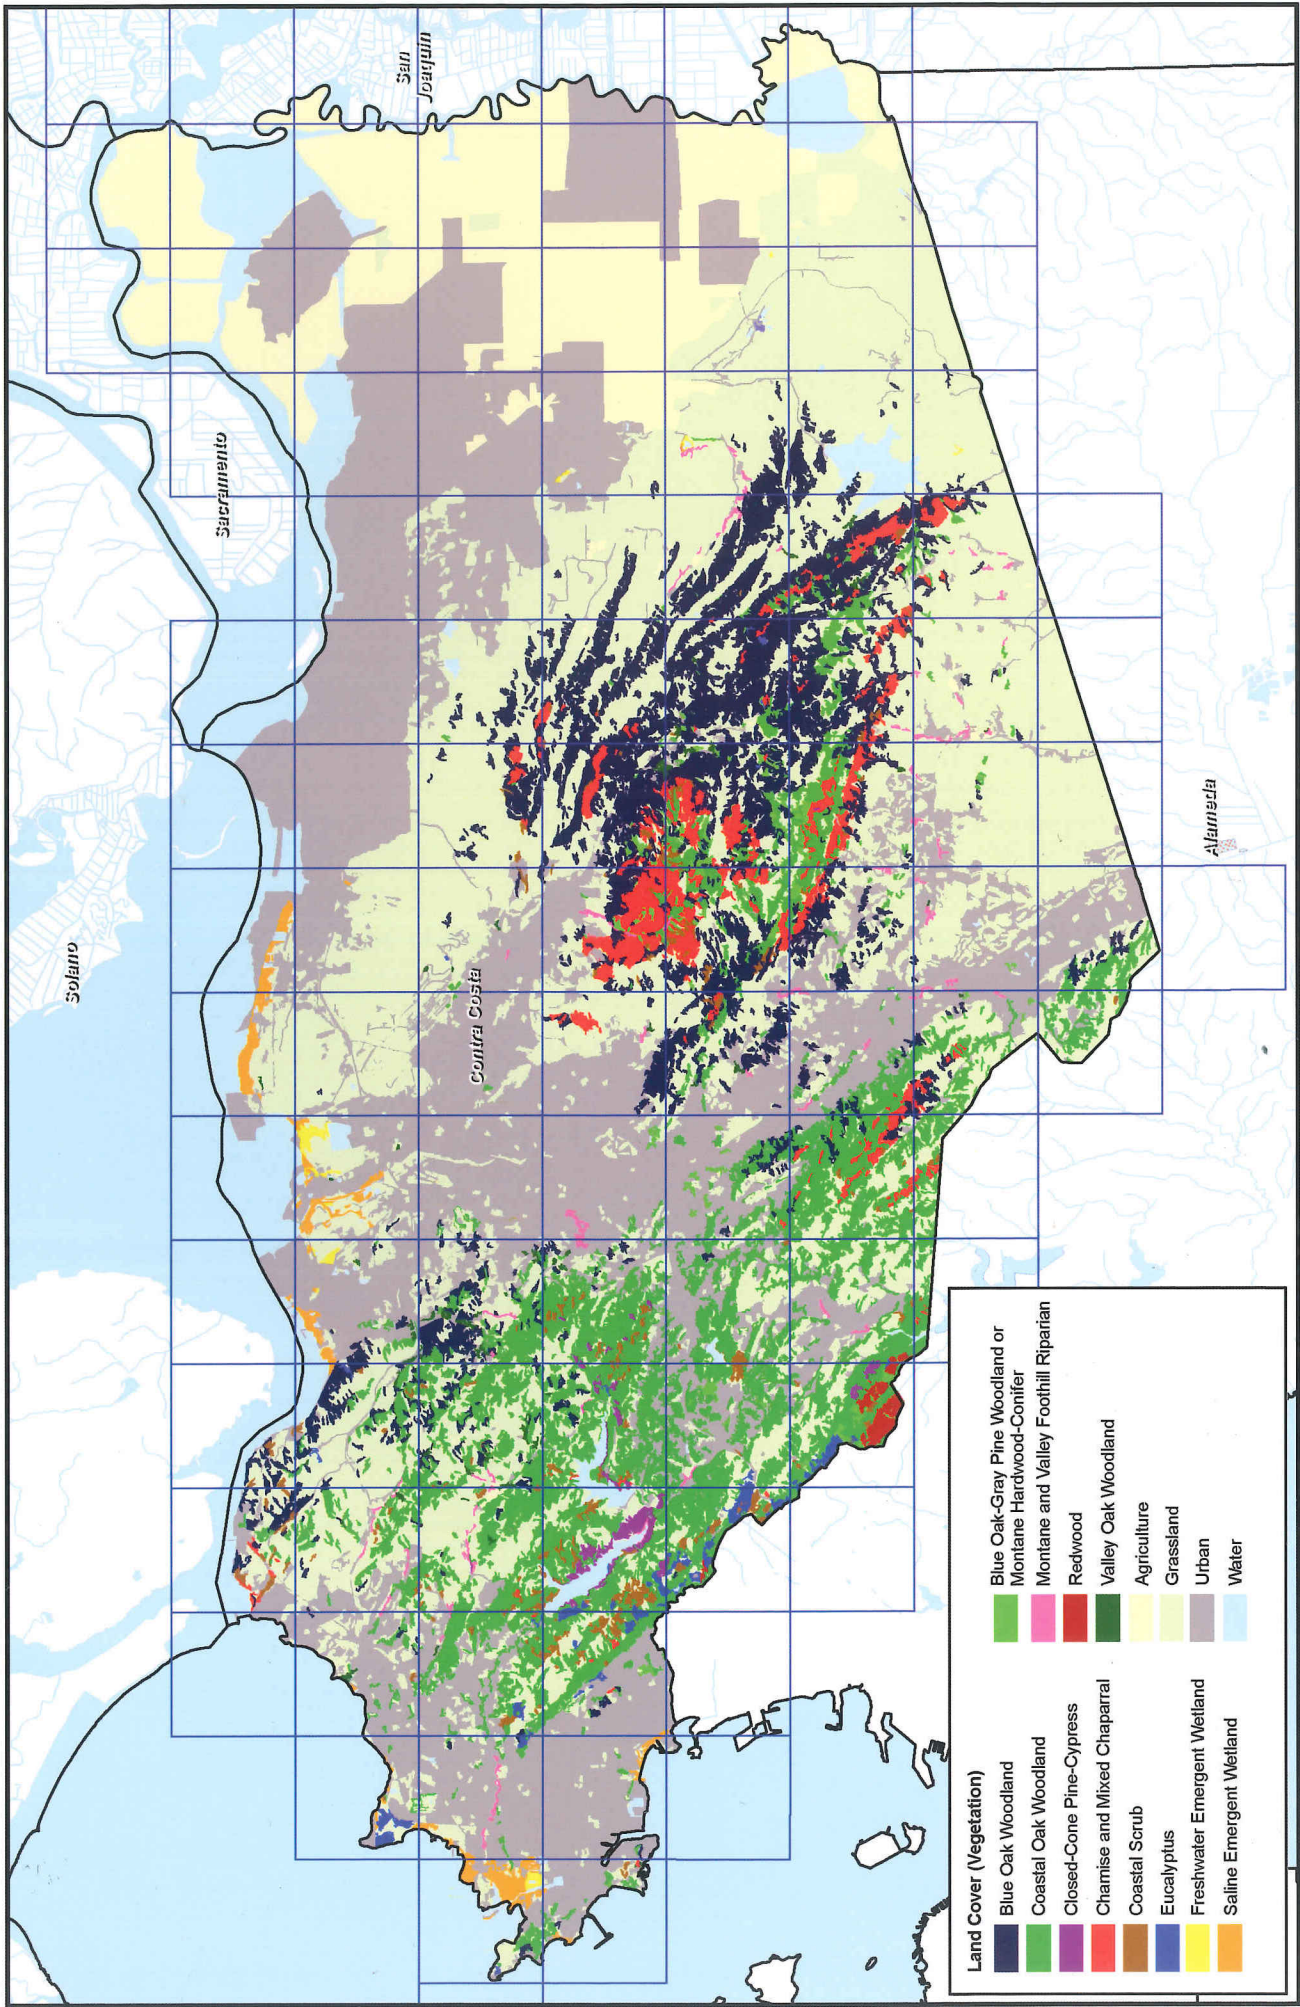 San
Joaquin
Sacramento
Solano
Contra Costa
Alameda
Land Cover (Vegetation)
Blue Oak Woodland
Coastal Oak Woodland
Closed-Cone Pine-Cypress
Chamise and Mixed Chaparral
Coastal Scrub
Eucalyptus
Freshwater Emergent Wetland
Saline Emergent Wetland
Blue Oak-Gray Pine Woodland or
Montane Hardwood-Conifer
Montane and Valley Foothill Riparian
Redwood
Valley Oak Woodland
Agriculture
Grassland
Urban
Water